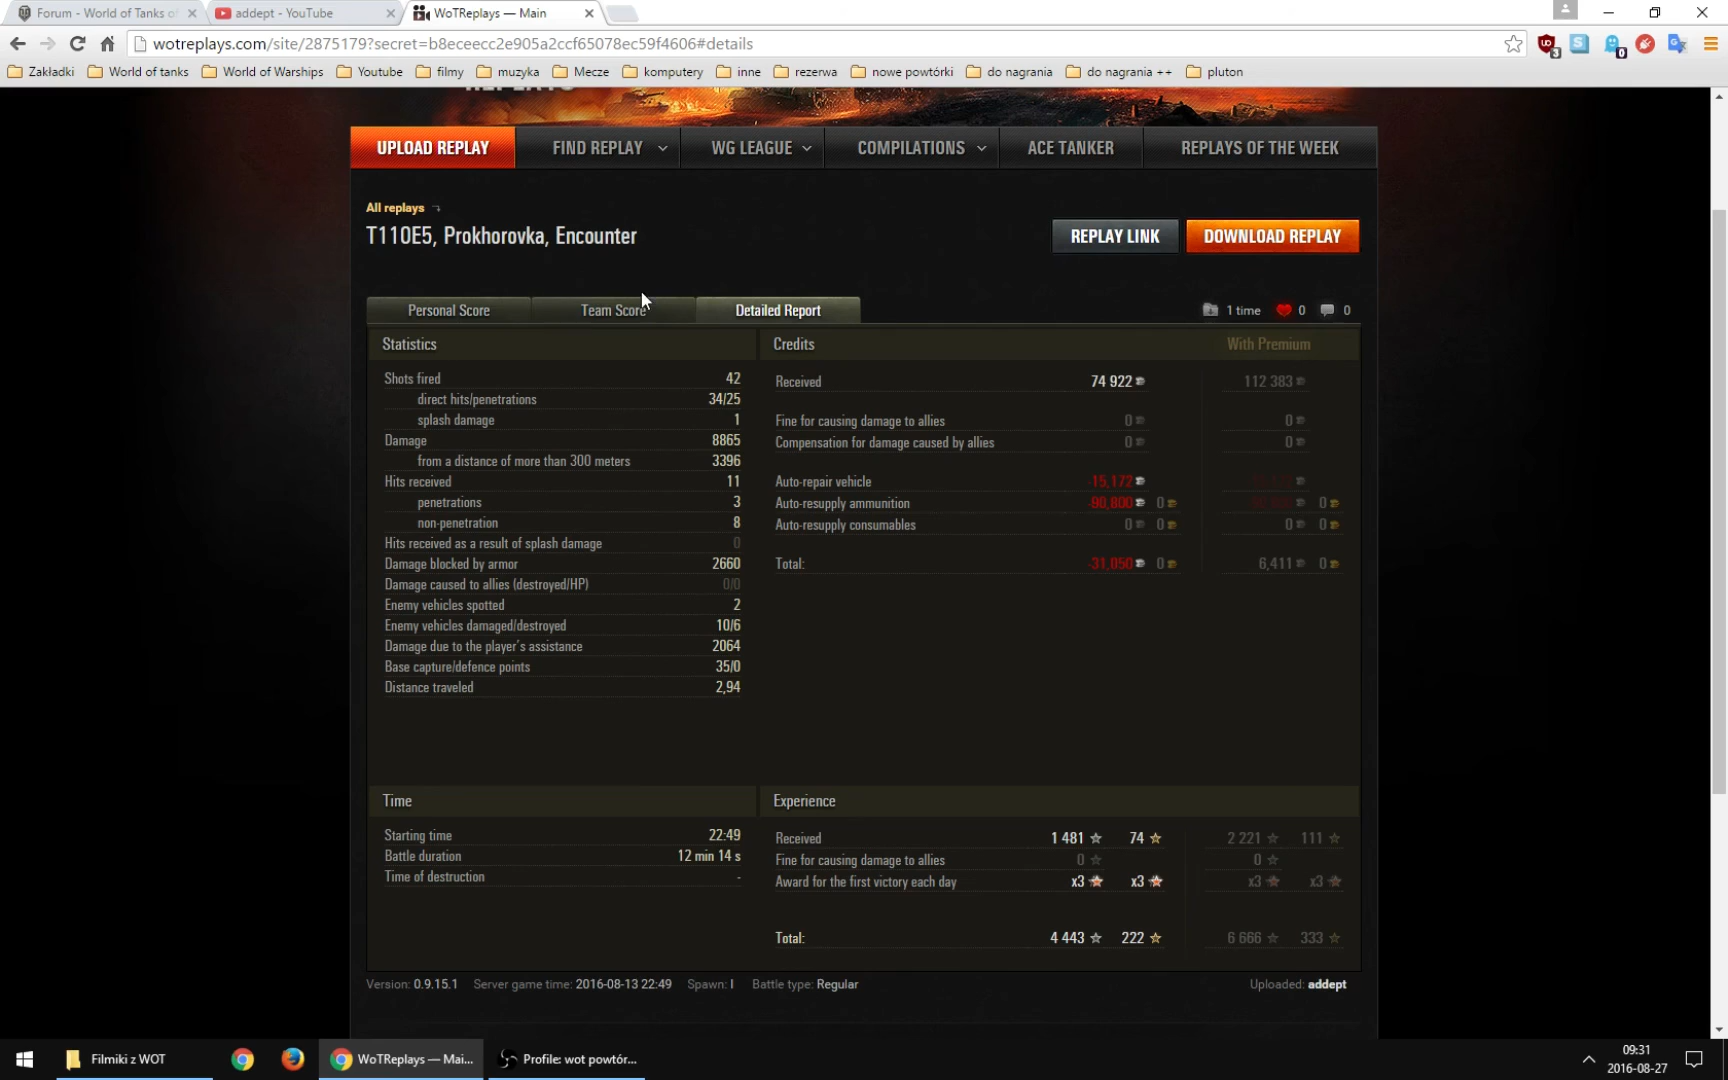 Forum - World of Tanks o
addept - YouTube
WoTReplays — Main
wotreplays.com/site/2875179?secret=b8eceecc2e905a2ccf65078ec59f4606#details
3
0
Zakładki World of tanks World of Warships Youtube filmy muzyka Mecze komputery inne rezerwa nowe powtórki do nagrania do nagrania ++ pluton
UPLOAD REPLAY FIND REPLAY WG LEAGUE COMPILATIONS ACE TANKER REPLAYS OF THE WEEK
All replays
T110E5, Prokhorovka, Encounter
REPLAY LINK DOWNLOAD REPLAY
Personal Score Team Score Detailed Report 1 time 0 0
Statistics
Shots fired 42
direct hits/penetrations 34/25
splash damage 1
Damage 8865
from a distance of more than 300 meters 3396
Hits received 11
penetrations 3
non-penetration 8
Hits received as a result of splash damage 0
Damage blocked by armor 2660
Damage caused to allies (destroyed/HP) 0/0
Enemy vehicles spotted 2
Enemy vehicles damaged/destroyed 10/6
Damage due to the player's assistance 2064
Base capture/defence points 35/0
Distance traveled 2,94
Credits With Premium
Received 74 922 112 383
Fine for causing damage to allies 0 0
Compensation for damage caused by allies 0 0
Auto-repair vehicle -15,172
Auto-resupply ammunition -90,800 0 0
Auto-resupply consumables 0 0 0 0
Total: -31,050 0 6,411 0
Time
Starting time 22:49
Battle duration 12 min 14 s
Time of destruction -
Experience
Received 1 481 74 2 221 111
Fine for causing damage to allies 0 0
Award for the first victory each day x3 x3 x3 x3
Total: 4 443 222 6 666 333
Version: 0.9.15.1 Server game time: 2016-08-13 22:49 Spawn: I Battle type: Regular Uploaded: addept
Filmiki z WOT
WoTReplays — Mai...
Profile: wot powtór...
09:31
2016-08-27